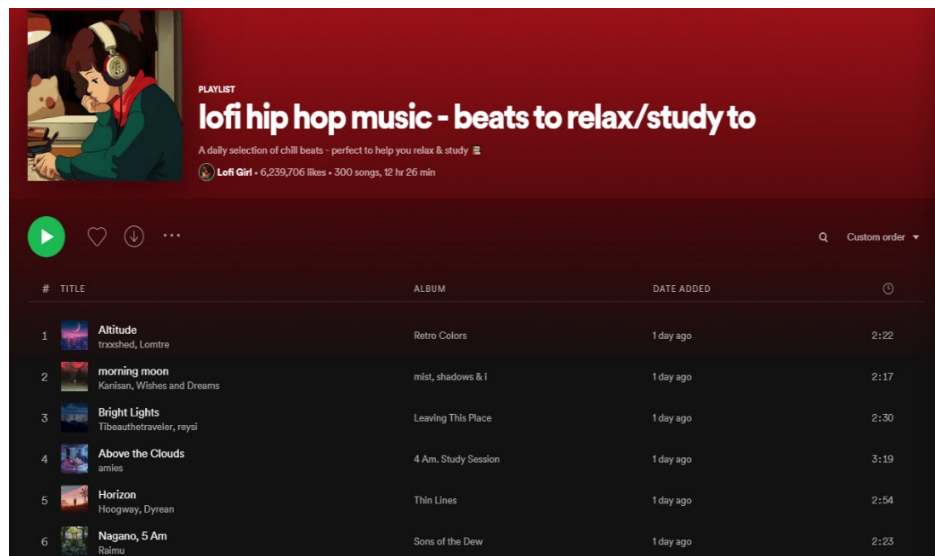 PLAYLIST
lofi hip hop music - beats to relax/study to
A daily selection of chill beats - perfect to help you relax & study 📚
Lofi Girl • 6,239,706 likes • 300 songs, 12 hr 26 min
Custom order
# TITLE ALBUM DATE ADDED
1 Altitude Retro Colors 1 day ago 2:22
trxxshed, Lomtre
2 morning moon mist, shadows & i 1 day ago 2:17
Kanisan, Wishes and Dreams
3 Bright Lights Leaving This Place 1 day ago 2:30
Tibeauthetraveler, reysi
4 Above the Clouds 4 Am. Study Session 1 day ago 3:19
amies
5 Horizon Thin Lines 1 day ago 2:54
Hoogway, Dyrean
6 Nagano, 5 Am Sons of the Dew 1 day ago 2:23
Raimu